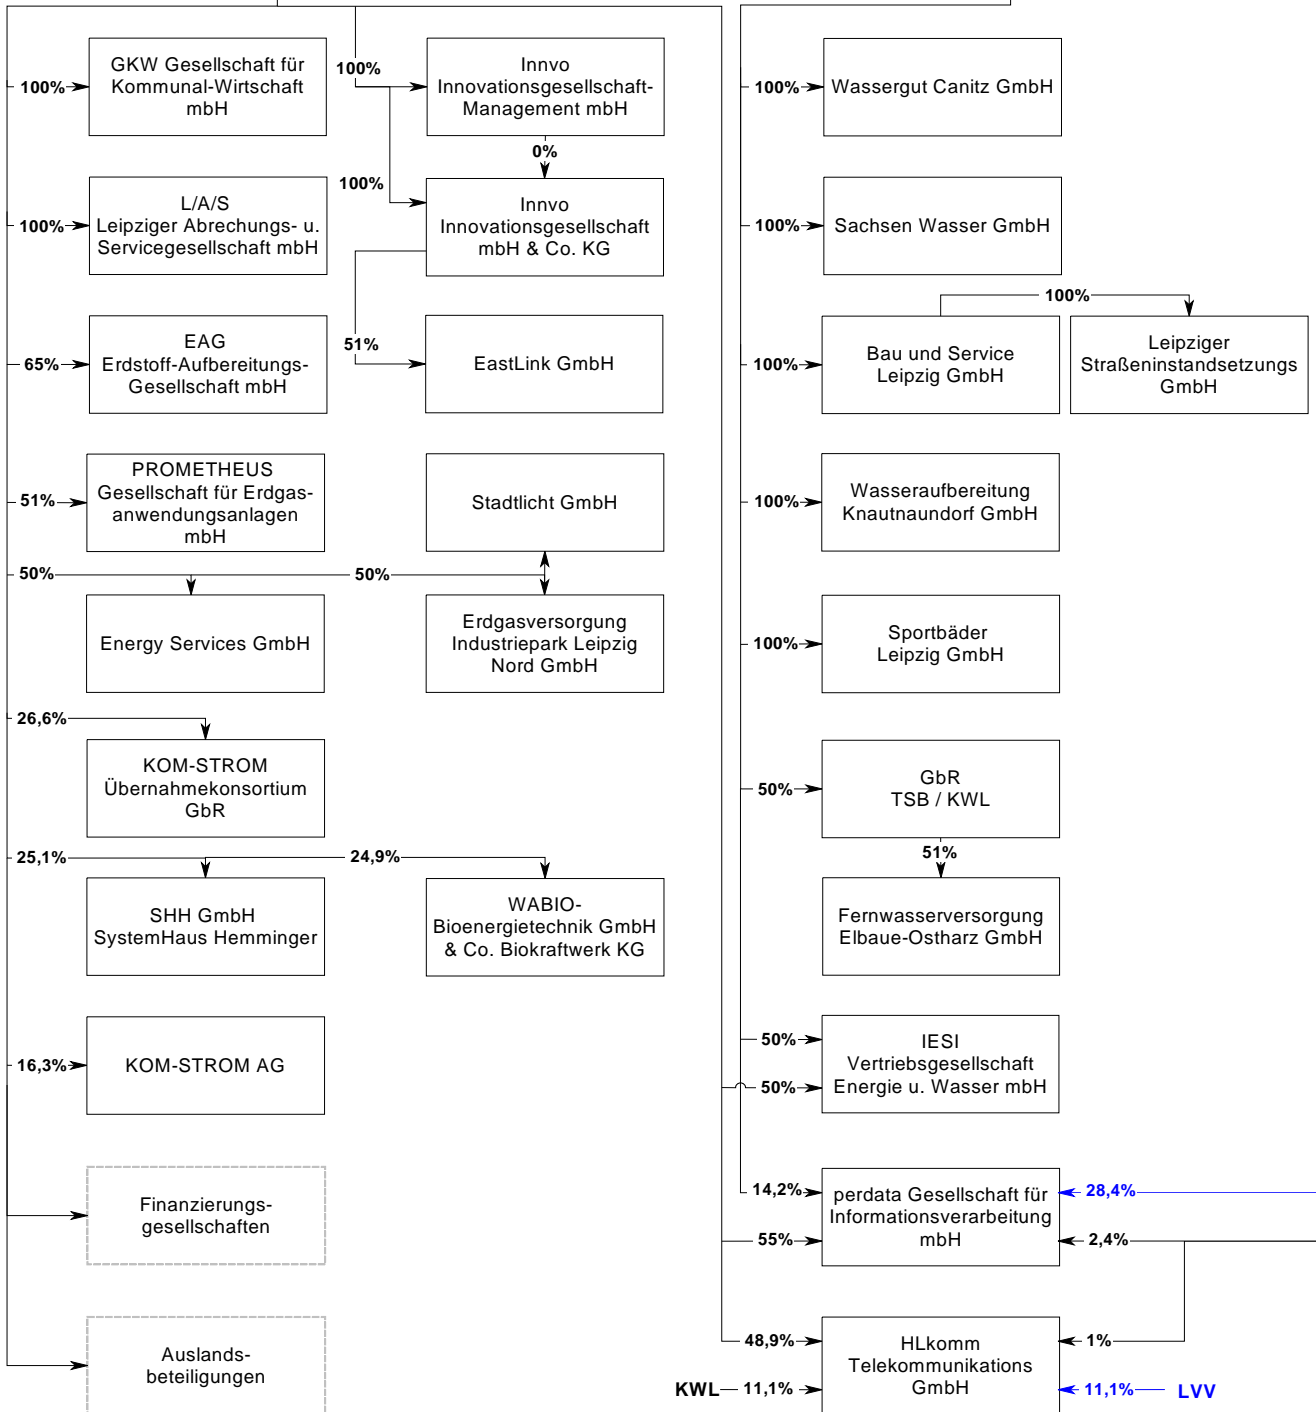 100%
GKW Gesellschaft für
Kommunal-Wirtschaft
mbH
100%
Innvo
Innovationsgesellschaft-
Management mbH
100%
Wassergut Canitz GmbH
0%
100%
L/A/S
Leipziger Abrechungs- u.
Servicegesellschaft mbH
100%
Innvo
Innovationsgesellschaft
mbH & Co. KG
100%
Sachsen Wasser GmbH
100%
65%
EAG
Erdstoff-Aufbereitungs-
Gesellschaft mbH
51%
EastLink GmbH
100%
Bau und Service
Leipzig GmbH
Leipziger
Straßeninstandsetzungs
GmbH
51%
PROMETHEUS
Gesellschaft für Erdgas-
anwendungsanlagen
mbH
Stadtlicht GmbH
100%
Wasseraufbereitung
Knautnaundorf GmbH
50%
50%
Energy Services GmbH
Erdgasversorgung
Industriepark Leipzig
Nord GmbH
100%
Sportbäder
Leipzig GmbH
26,6%
KOM-STROM
Übernahmekonsortium
GbR
50%
GbR
TSB / KWL
51%
25,1%
24,9%
SHH GmbH
SystemHaus Hemminger
WABIO-
Bioenergietechnik GmbH
& Co. Biokraftwerk KG
Fernwasserversorgung
Elbaue-Ostharz GmbH
16,3%
KOM-STROM AG
50%
50%
IESI
Vertriebsgesellschaft
Energie u. Wasser mbH
Finanzierungs-
gesellschaften
14,2%
55%
perdata Gesellschaft für
Informationsverarbeitung
mbH
28,4%
2,4%
Auslands-
beteiligungen
48,9%
KWL
11,1%
HLkomm
Telekommunikations
GmbH
1%
11,1%
LVV